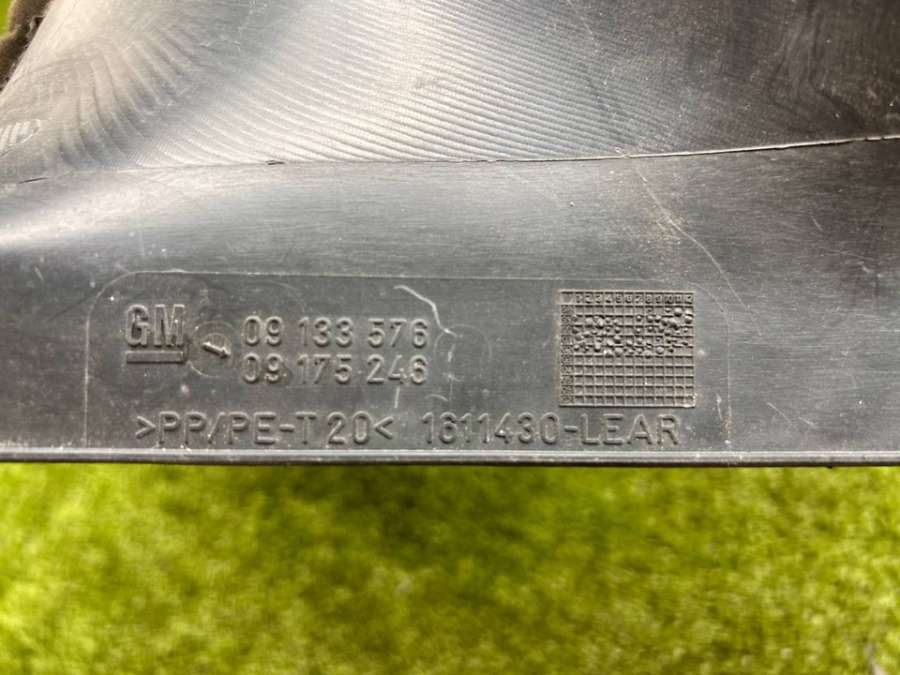 GM
09 133 576
09 175 246
>PP/PE-T20< 1611430-LEAR